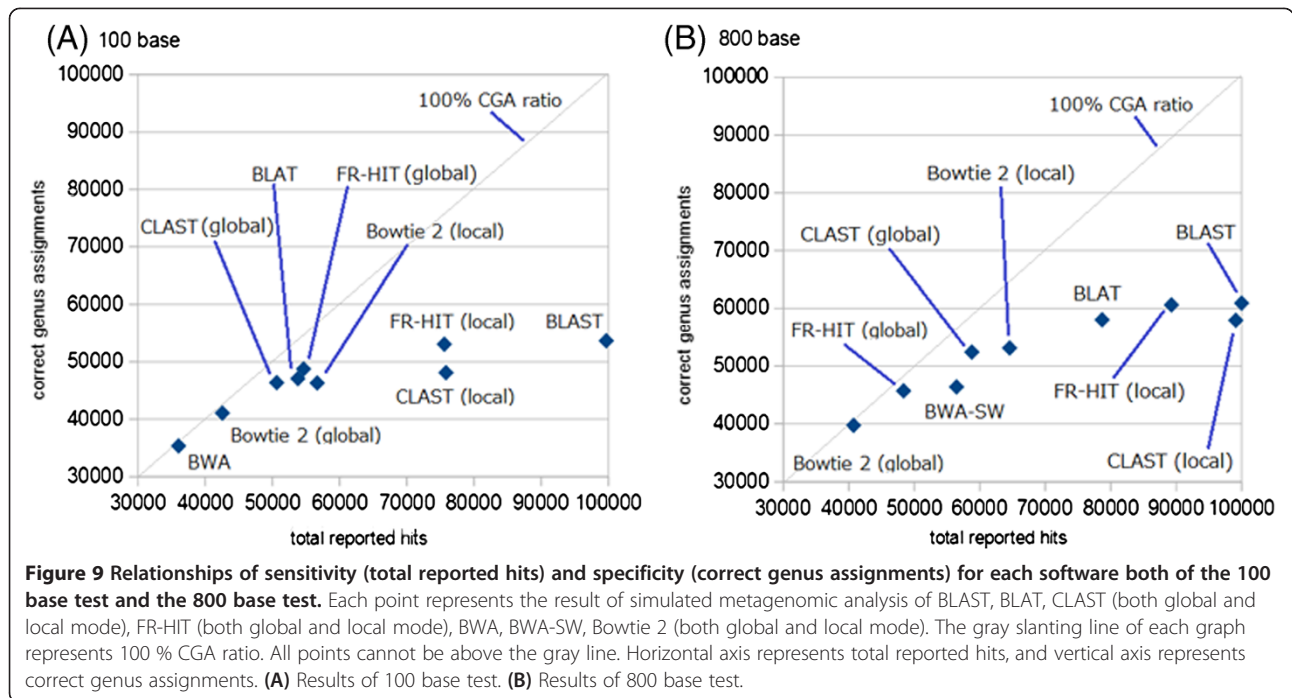 (A) 100 base
100000
90000
80000
70000
60000
50000
40000
30000
correct genus assignments
100% CGA ratio
BLAT
FR-HIT (global)
CLAST (global)
Bowtie 2 (local)
FR-HIT (local)
BLAST
CLAST (local)
Bowtie 2 (global)
BWA
30000 40000 50000 60000 70000 80000 90000 100000
total reported hits
(B) 800 base
100000
90000
80000
70000
60000
50000
40000
30000
correct genus assignments
100% CGA ratio
Bowtie 2 (local)
CLAST (global)
BLAST
BLAT
FR-HIT (global)
FR-HIT (local)
BWA-SW
Bowtie 2 (global)
CLAST (local)
30000 40000 50000 60000 70000 80000 90000 100000
total reported hits
Figure 9 Relationships of sensitivity (total reported hits) and specificity (correct genus assignments) for each software both of the 100
base test and the 800 base test. Each point represents the result of simulated metagenomic analysis of BLAST, BLAT, CLAST (both global and
local mode), FR-HIT (both global and local mode), BWA, BWA-SW, Bowtie 2 (both global and local mode). The gray slanting line of each graph
represents 100 % CGA ratio. All points cannot be above the gray line. Horizontal axis represents total reported hits, and vertical axis represents
correct genus assignments. (A) Results of 100 base test. (B) Results of 800 base test.